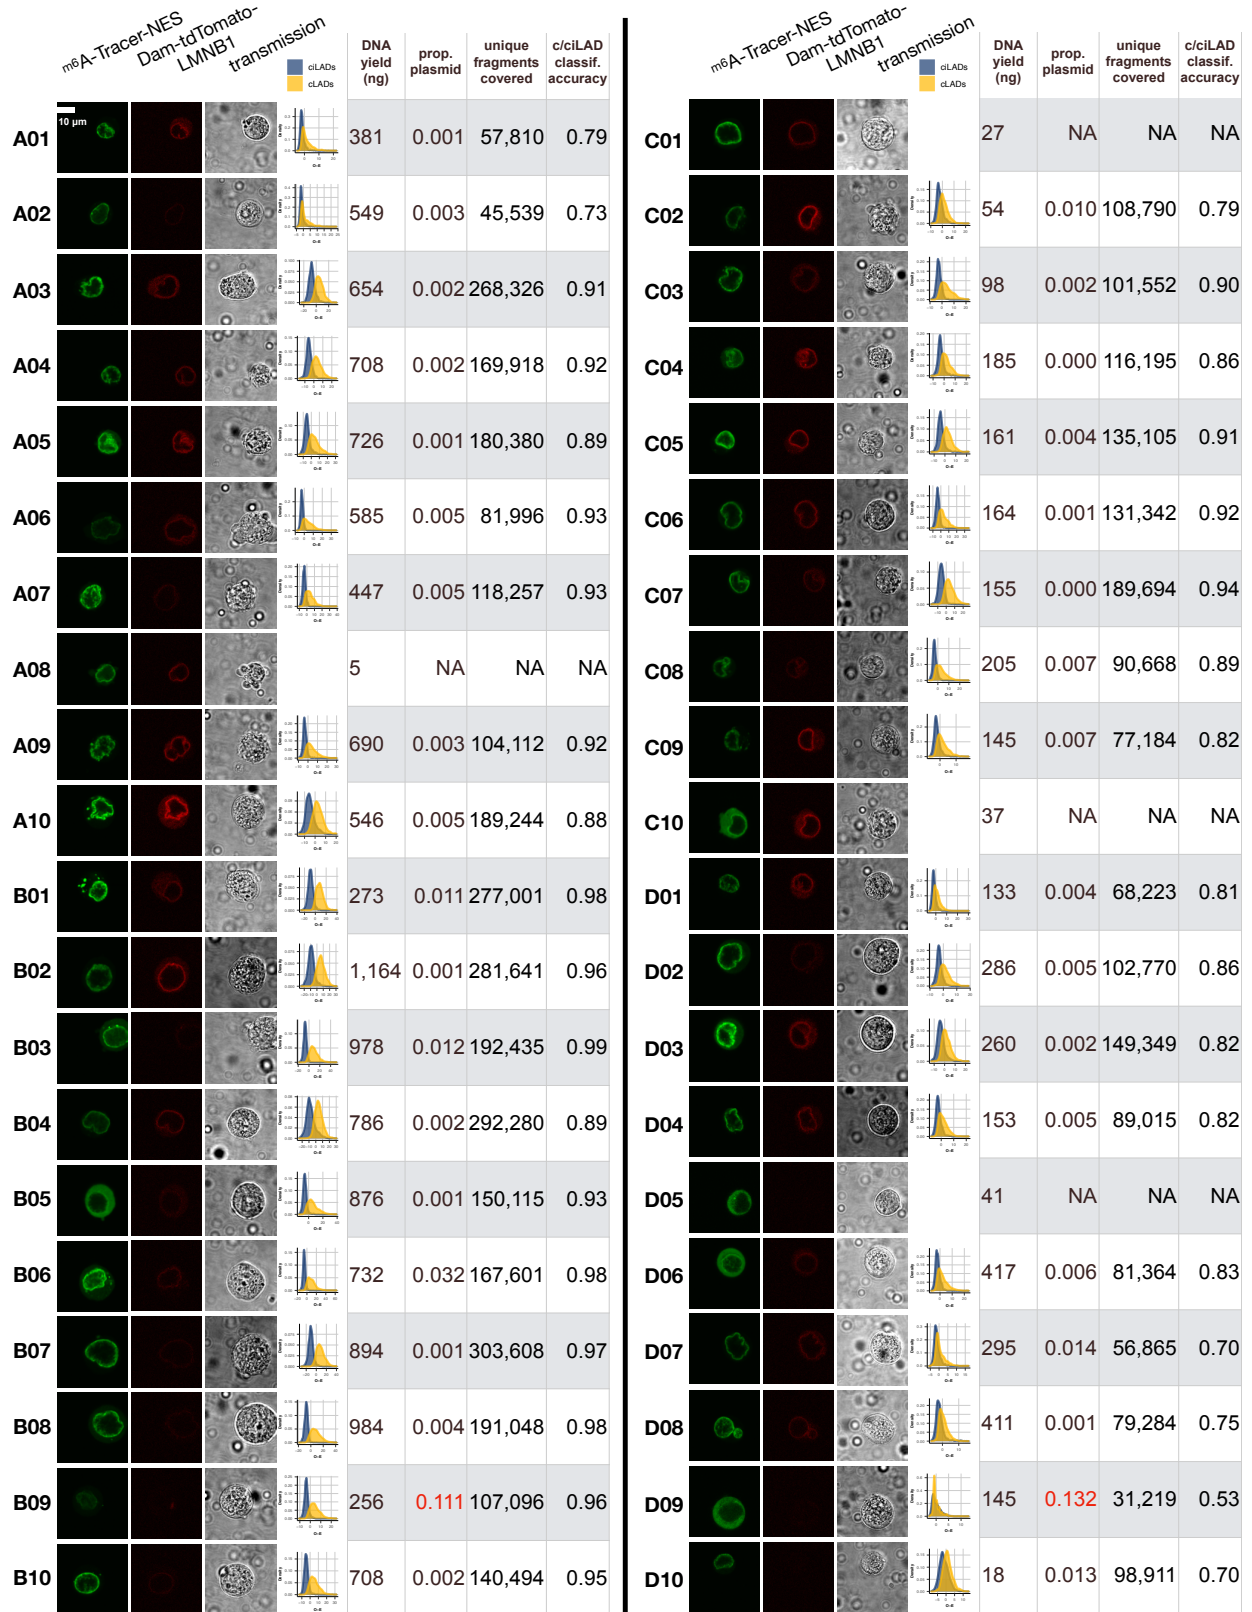 m6A-Tracer-NES
Dam-tdTomato-LMNB1
transmission
ciLADs
cLADs
DNA yield (ng)
prop. plasmid
unique fragments covered
c/ciLAD classif. accuracy
10 µm
A01 381 0.001 57,810 0.79
A02 549 0.003 45,539 0.73
A03 654 0.002 268,326 0.91
A04 708 0.002 169,918 0.92
A05 726 0.001 180,380 0.89
A06 585 0.005 81,996 0.93
A07 447 0.005 118,257 0.93
A08 5 NA NA NA
A09 690 0.003 104,112 0.92
A10 546 0.005 189,244 0.88
B01 273 0.011 277,001 0.98
B02 1,164 0.001 281,641 0.96
B03 978 0.012 192,435 0.99
B04 786 0.002 292,280 0.89
B05 876 0.001 150,115 0.93
B06 732 0.032 167,601 0.98
B07 894 0.001 303,608 0.97
B08 984 0.004 191,048 0.98
B09 256 0.111 107,096 0.96
B10 708 0.002 140,494 0.95
m6A-Tracer-NES
Dam-tdTomato-LMNB1
transmission
ciLADs
cLADs
DNA yield (ng)
prop. plasmid
unique fragments covered
c/ciLAD classif. accuracy
C01 27 NA NA NA
C02 54 0.010 108,790 0.79
C03 98 0.002 101,552 0.90
C04 185 0.000 116,195 0.86
C05 161 0.004 135,105 0.91
C06 164 0.001 131,342 0.92
C07 155 0.000 189,694 0.94
C08 205 0.007 90,668 0.89
C09 145 0.007 77,184 0.82
C10 37 NA NA NA
D01 133 0.004 68,223 0.81
D02 286 0.005 102,770 0.86
D03 260 0.002 149,349 0.82
D04 153 0.005 89,015 0.82
D05 41 NA NA NA
D06 417 0.006 81,364 0.83
D07 295 0.014 56,865 0.70
D08 411 0.001 79,284 0.75
D09 145 0.132 31,219 0.53
D10 18 0.013 98,911 0.70